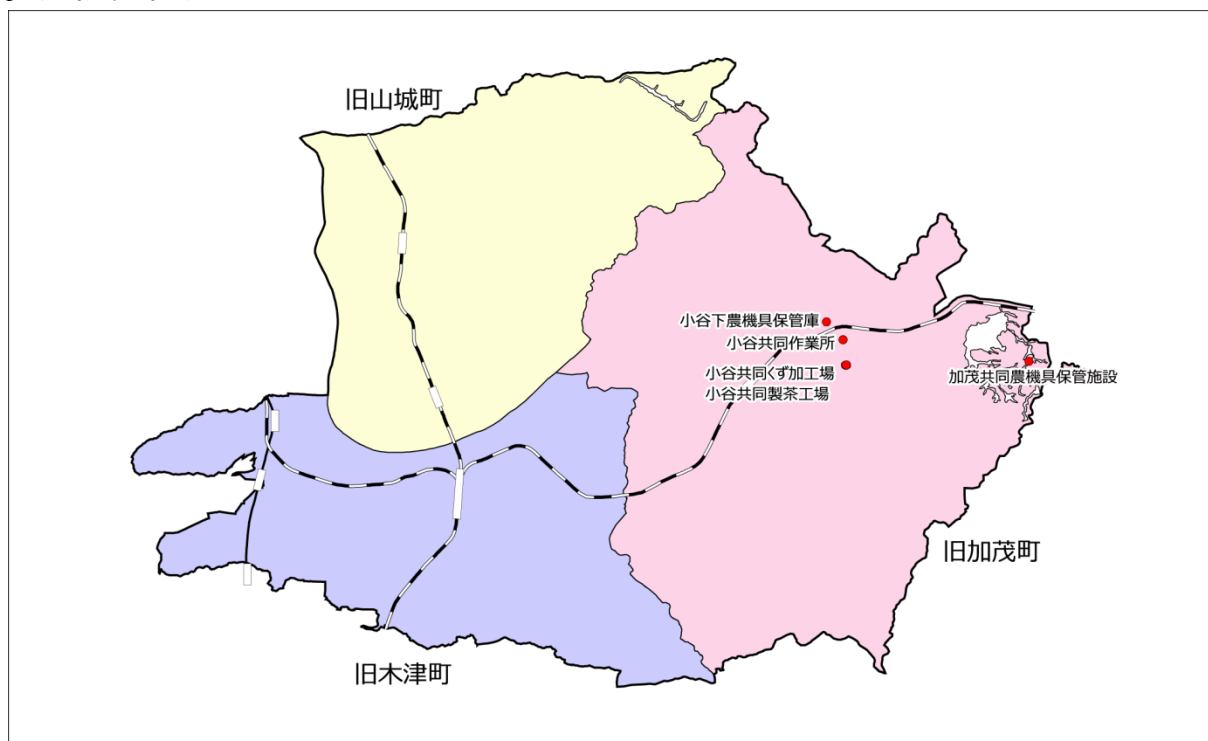 旧山城町
小谷下農機具保管庫
小谷共同作業所
小谷共同くず加工場
小谷共同製茶工場
加茂共同農機具保管施設
旧加茂町
旧木津町